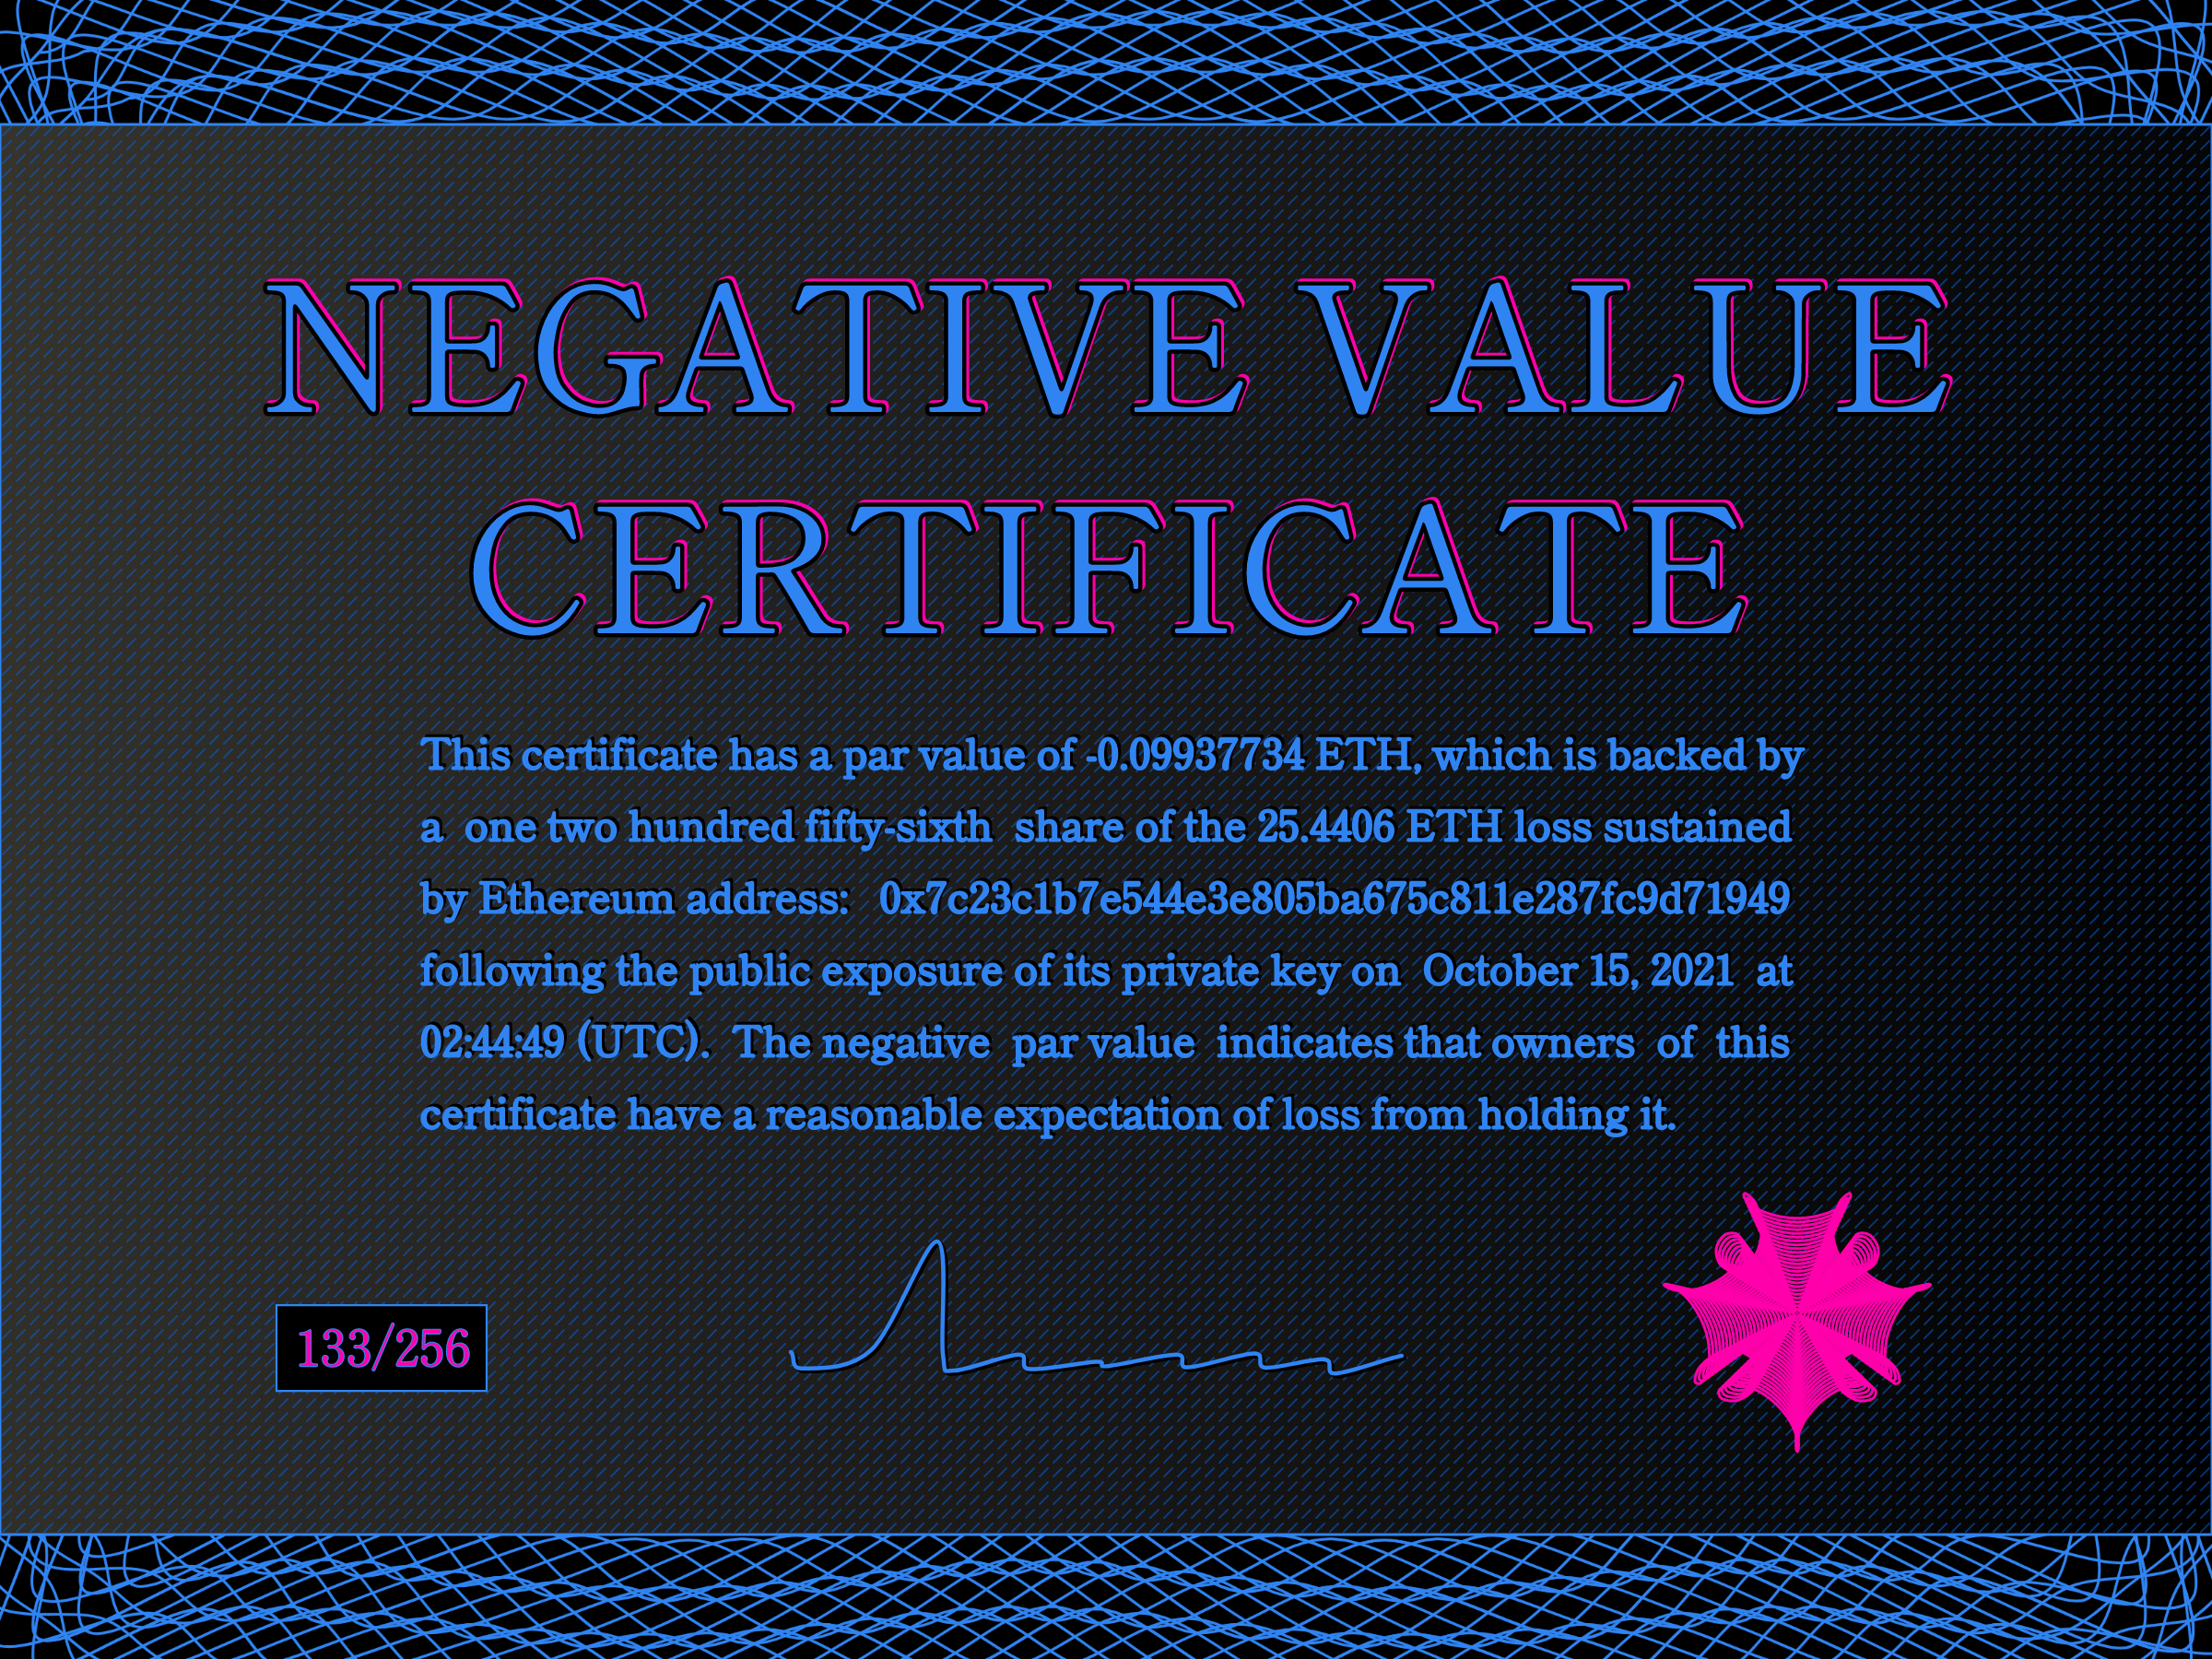 NEGATIVE VALUE
CERTIFICATE
This certificate has a par value of -0.09937734 ETH, which is backed by
a one two hundred fifty-sixth share of the 25.4406 ETH loss sustained
by Ethereum address: 0x7c23c1b7e544e3e805ba675c811e287fc9d71949
following the public exposure of its private key on October 15, 2021 at
02:44:49 (UTC). The negative par value indicates that owners of this
certificate have a reasonable expectation of loss from holding it.
133/256